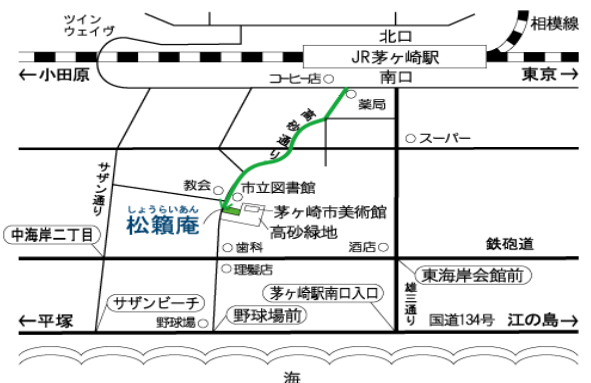 ツイン
ウェイヴ
北口
相模線
JR茅ヶ崎駅
←小田原
コーヒー店
南口
東京→
薬局
高砂通り
スーパー
サザン通り
教会
市立図書館
しょうらいあん
松籟庵
茅ヶ崎市美術館
高砂緑地
中海岸二丁目
歯科
酒店
鉄砲道
理髪店
東海岸会館前
サザンビーチ
茅ヶ崎駅南口入口
雄三通り
←平塚
野球場
野球場前
国道134号
江の島→
海